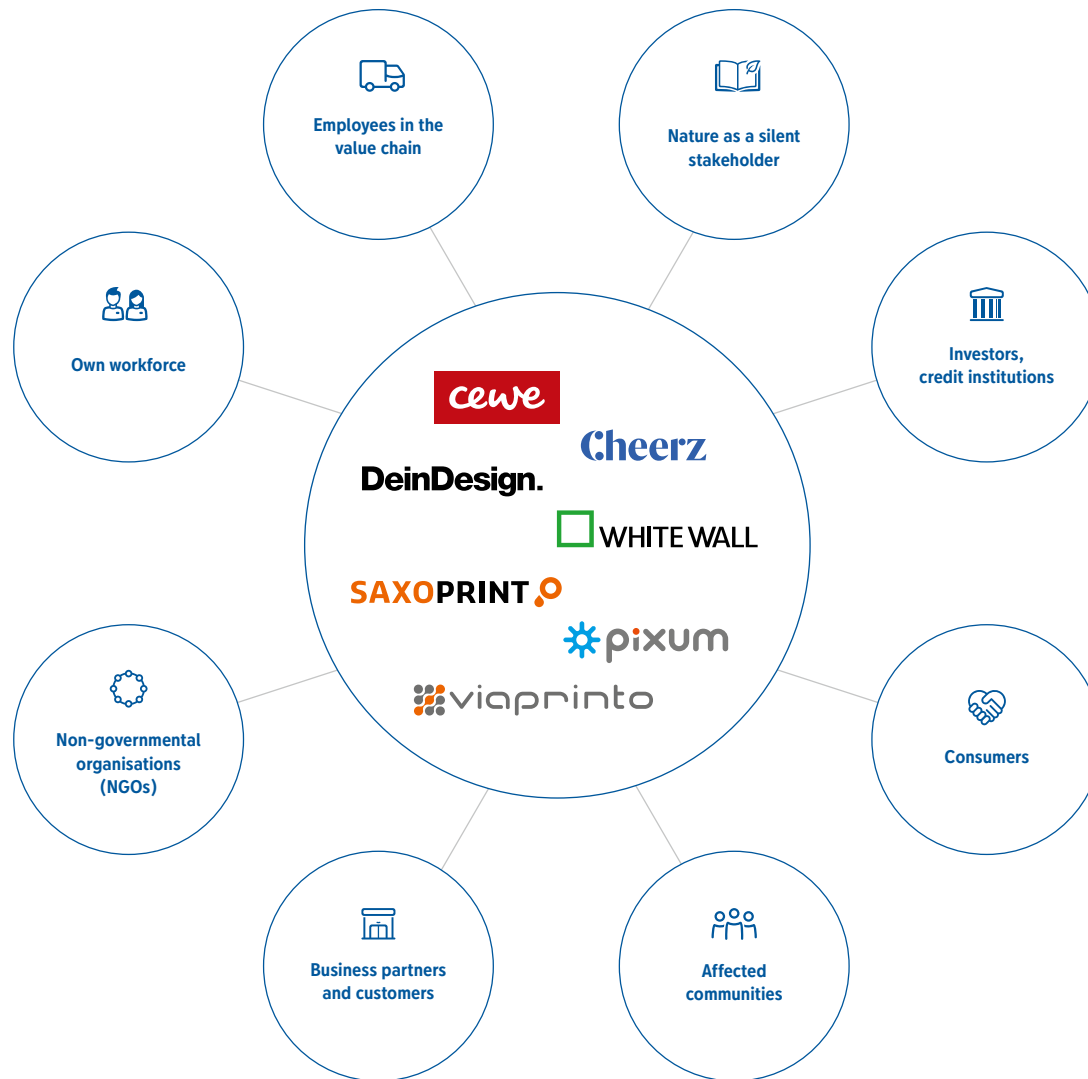 Employees in the
value chain
Nature as a silent
stakeholder
Own workforce
Investors,
credit institutions
cewe
Cheerz
DeinDesign.
WHITE WALL
SAXOPRINT
pixum
viaprinto
Non-governmental
organisations
(NGOs)
Consumers
Business partners
and customers
Affected
communities